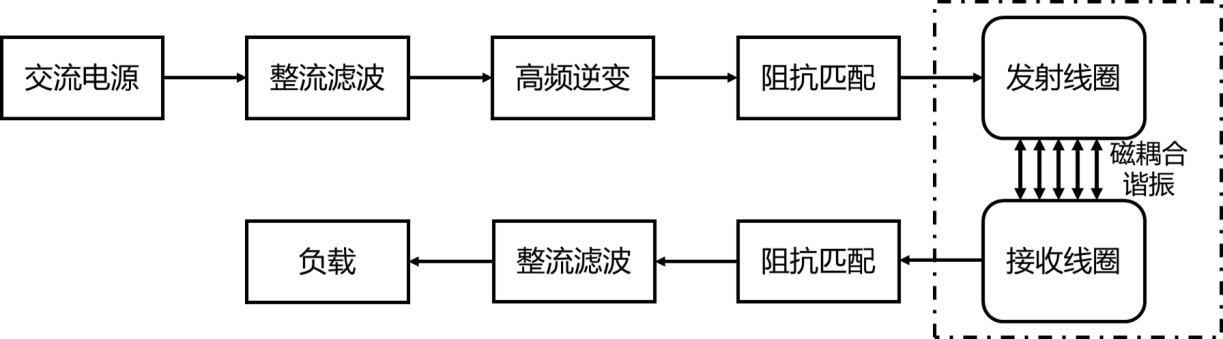 交流电源
整流滤波
高频逆变
阻抗匹配
发射线圈
磁耦合
谐振
负载
整流滤波
阻抗匹配
接收线圈